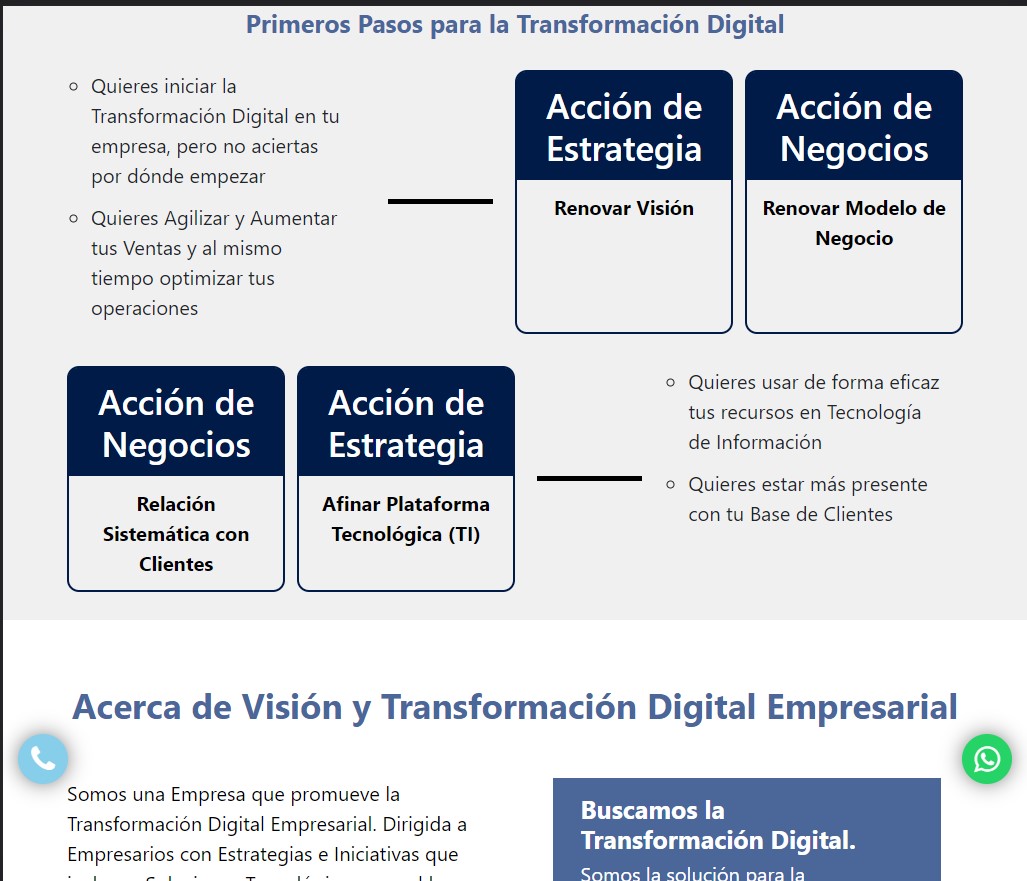 Primeros Pasos para la Transformación Digital
Quieres iniciar la
Transformación Digital en tu
empresa, pero no aciertas
por dónde empezar
Quieres Agilizar y Aumentar
tus Ventas y al mismo
tiempo optimizar tus
operaciones
Acción de
Estrategia
Renovar Visión
Acción de
Negocios
Renovar Modelo de
Negocio
Acción de
Negocios
Relación
Sistemática con
Clientes
Acción de
Estrategia
Afinar Plataforma
Tecnológica (TI)
Quieres usar de forma eficaz
tus recursos en Tecnología
de Información
Quieres estar más presente
con tu Base de Clientes
Acerca de Visión y Transformación Digital Empresarial
Somos una Empresa que promueve la
Transformación Digital Empresarial. Dirigida a
Empresarios con Estrategias e Iniciativas que
Buscamos la
Transformación Digital.
Somos la solución para la